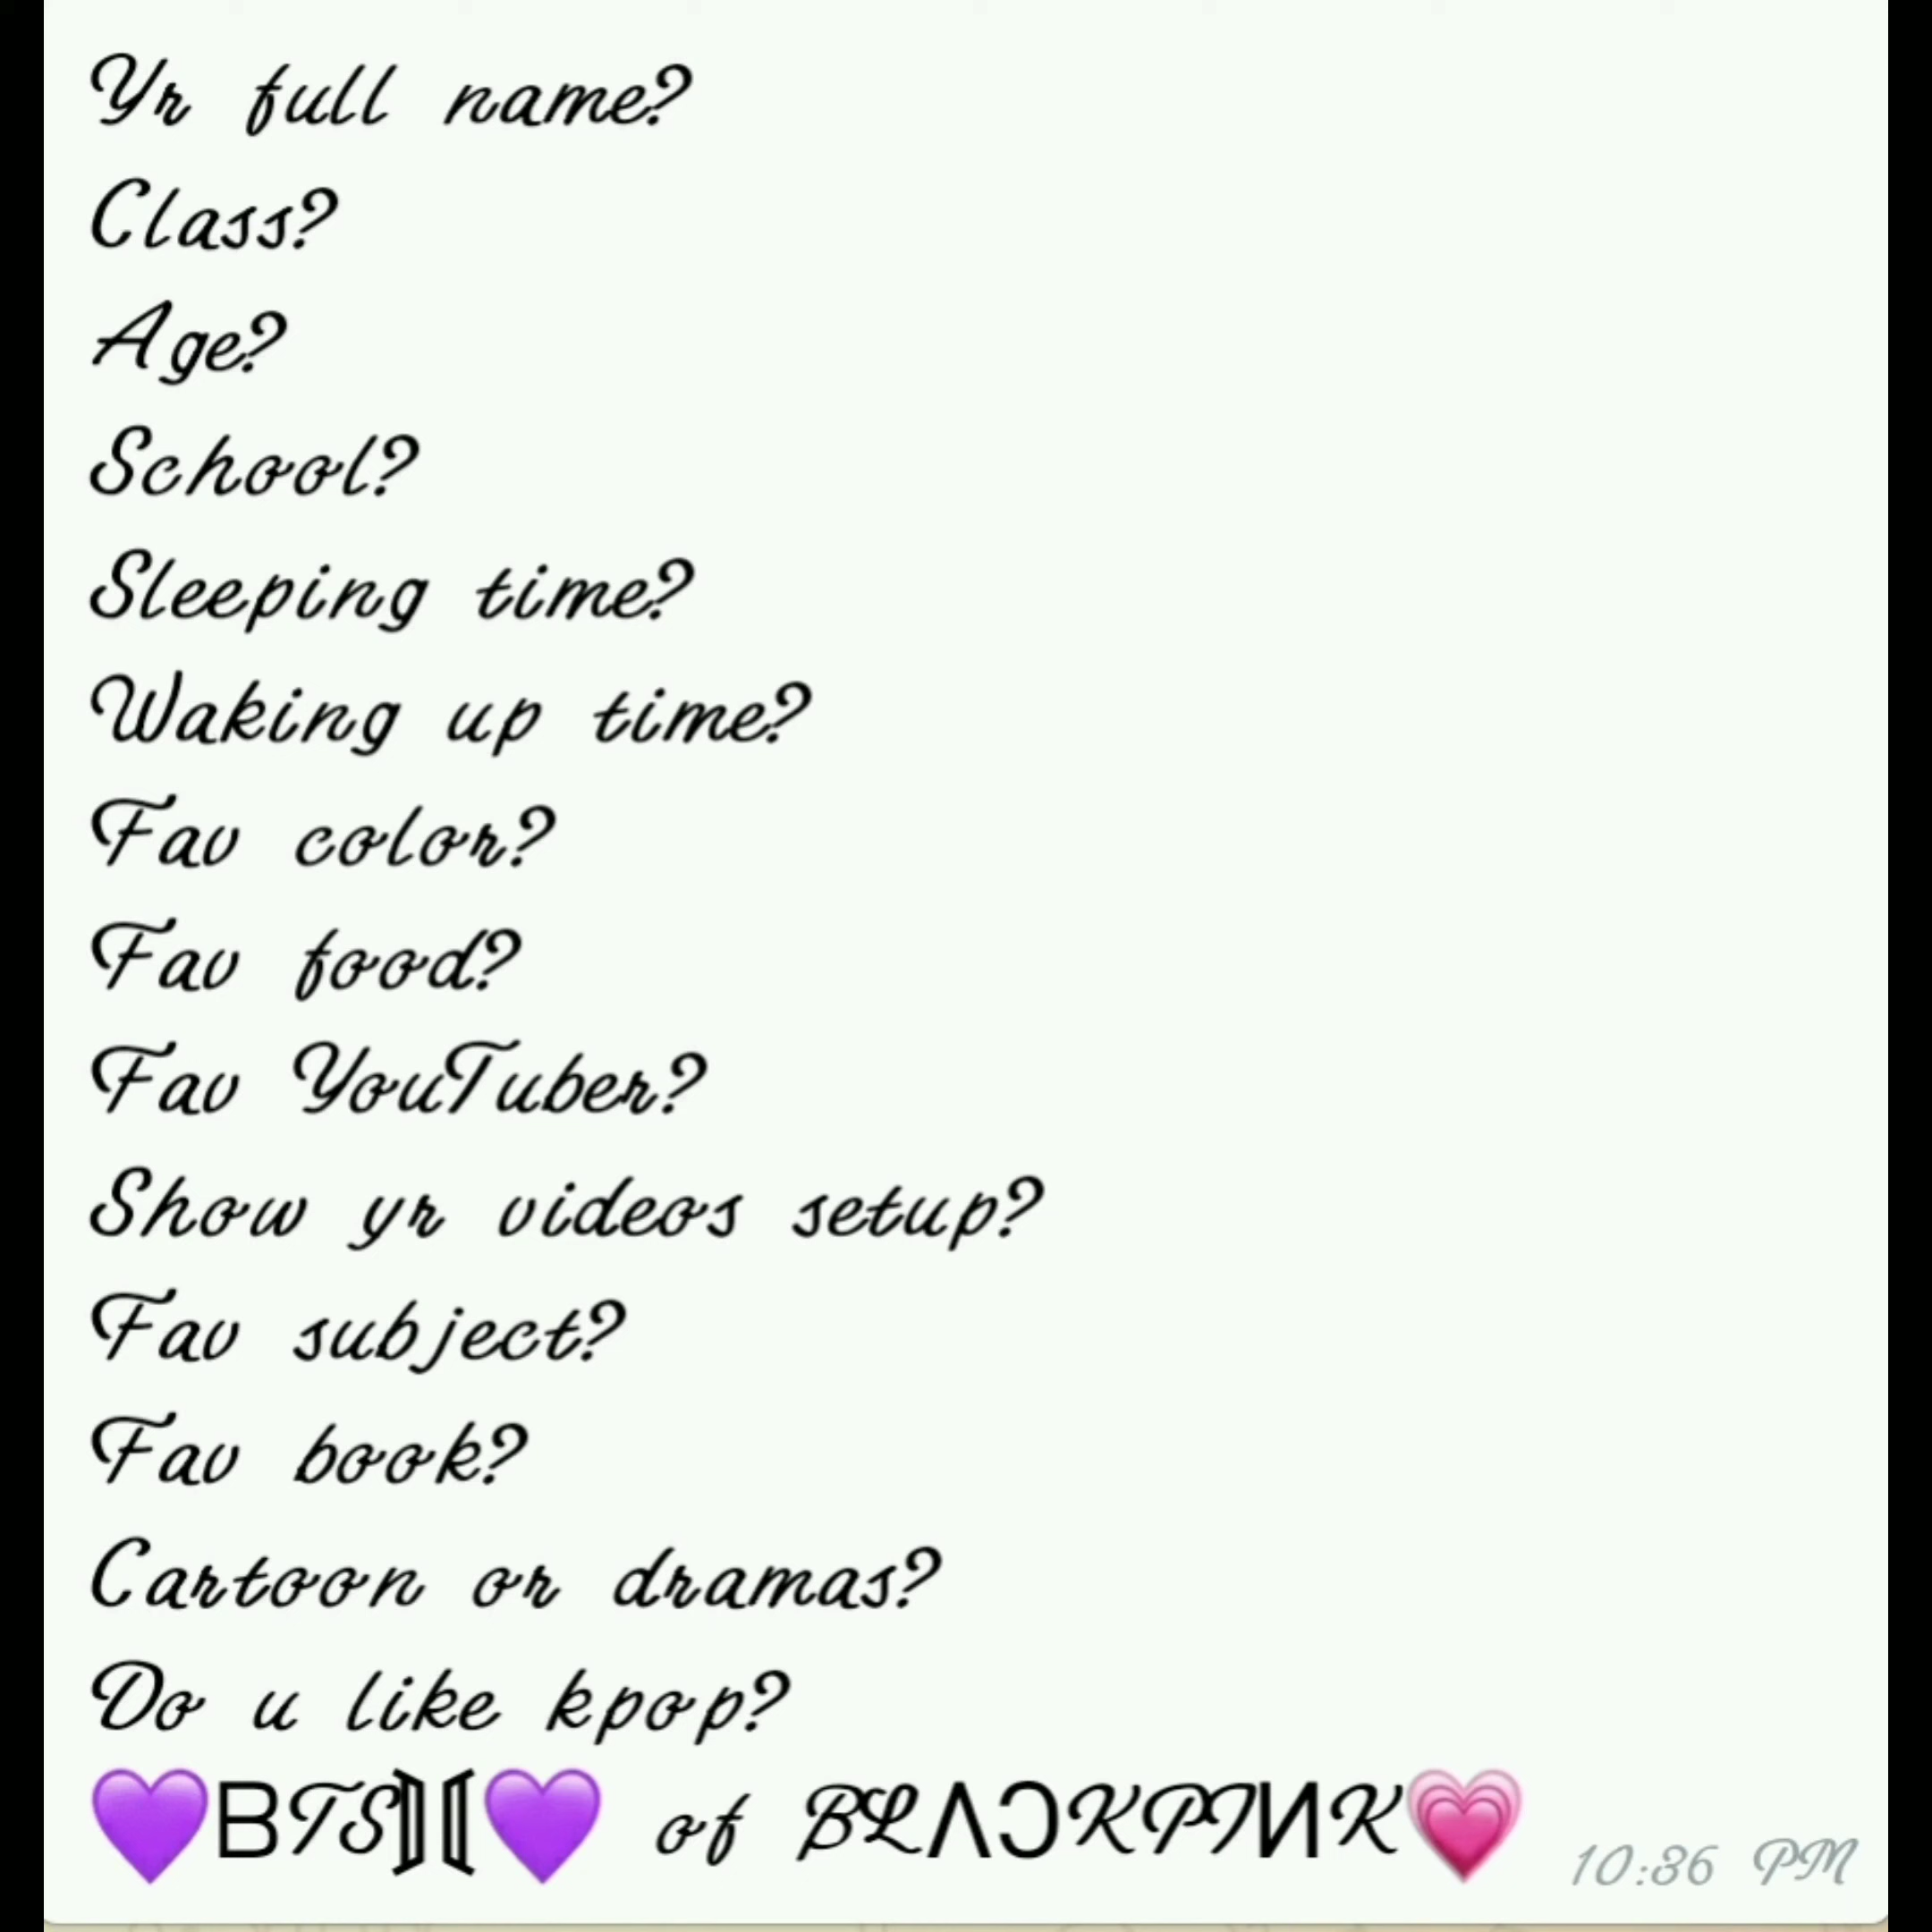 Yr full name?
Class?
Age?
School?
Sleeping time?
Waking up time?
Fav color?
Fav food?
Fav YouTuber?
Show yr videos setup?
Fav subject?
Fav book?
Cartoon or dramas?
Do u like kpop?
💜BTS⟧⟦💜 of BLΛƆKPIИK💗 10:36 PM